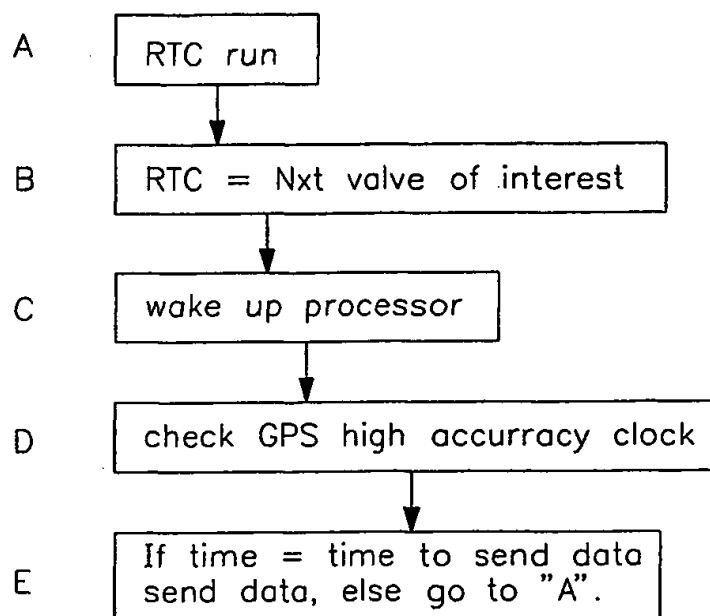 A
RTC run
B
RTC = Nxt valve of interest
C
wake up processor
D
check GPS high accurracy clock
E
If time = time to send data
send data, else go to "A".